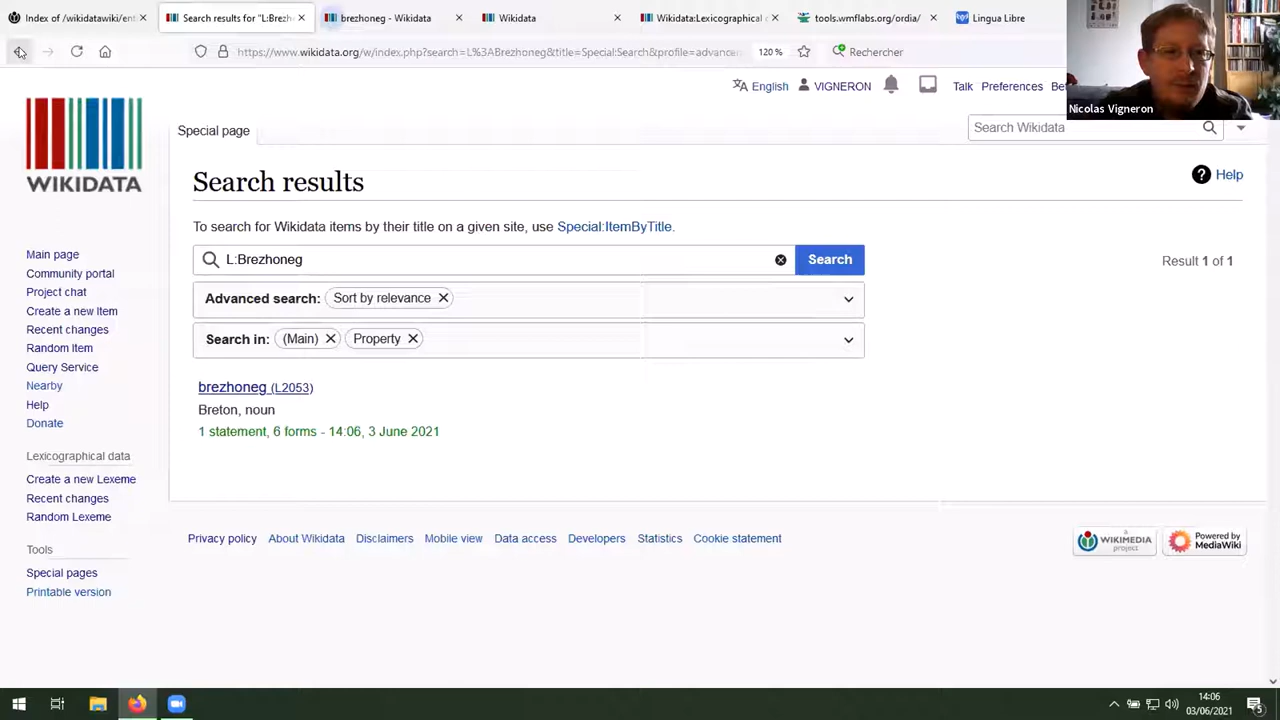 Index of /wikidatawiki/ent
Search results for "L:Brezh
brezhoneg - Wikidata
Wikidata
Wikidata:Lexicographical
tools.wmflabs.org/ordia/
Lingua Libre
https://www.wikidata.org/w/index.php?search=L%3ABrezhoneg&title=Special:Search&profile=advance
120 %
Rechercher
Nicolas Vigneron
English
VIGNERON
Talk
Preferences
Be
Special page
Search Wikidata
WIKIDATA
Search results
Help
To search for Wikidata items by their title on a given site, use Special:ItemByTitle.
L:Brezhoneg
Search
Result 1 of 1
Advanced search: Sort by relevance
Search in: (Main) Property
brezhoneg (L2053)
Breton, noun
1 statement, 6 forms - 14:06, 3 June 2021
Main page
Community portal
Project chat
Create a new Item
Recent changes
Random Item
Query Service
Nearby
Help
Donate
Lexicographical data
Create a new Lexeme
Recent changes
Random Lexeme
Tools
Special pages
Printable version
Privacy policy
About Wikidata
Disclaimers
Mobile view
Data access
Developers
Statistics
Cookie statement
A WIKIMEDIA project
Powered by MediaWiki
14:06
03/06/2021
5